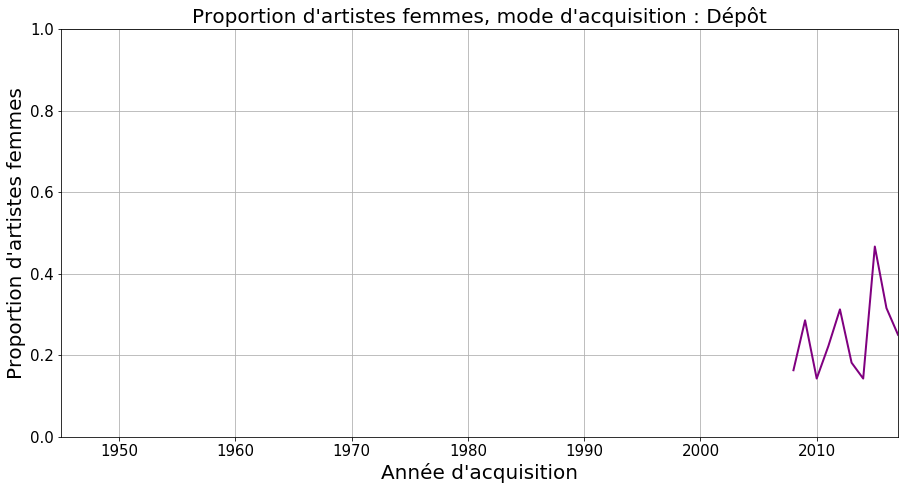 Proportion d'artistes femmes, mode d'acquisition : Dépôt
Proportion d'artistes femmes
1.0
0.8
0.6
0.4
0.2
0.0
1950 1960 1970 1980 1990 2000 2010
Année d'acquisition